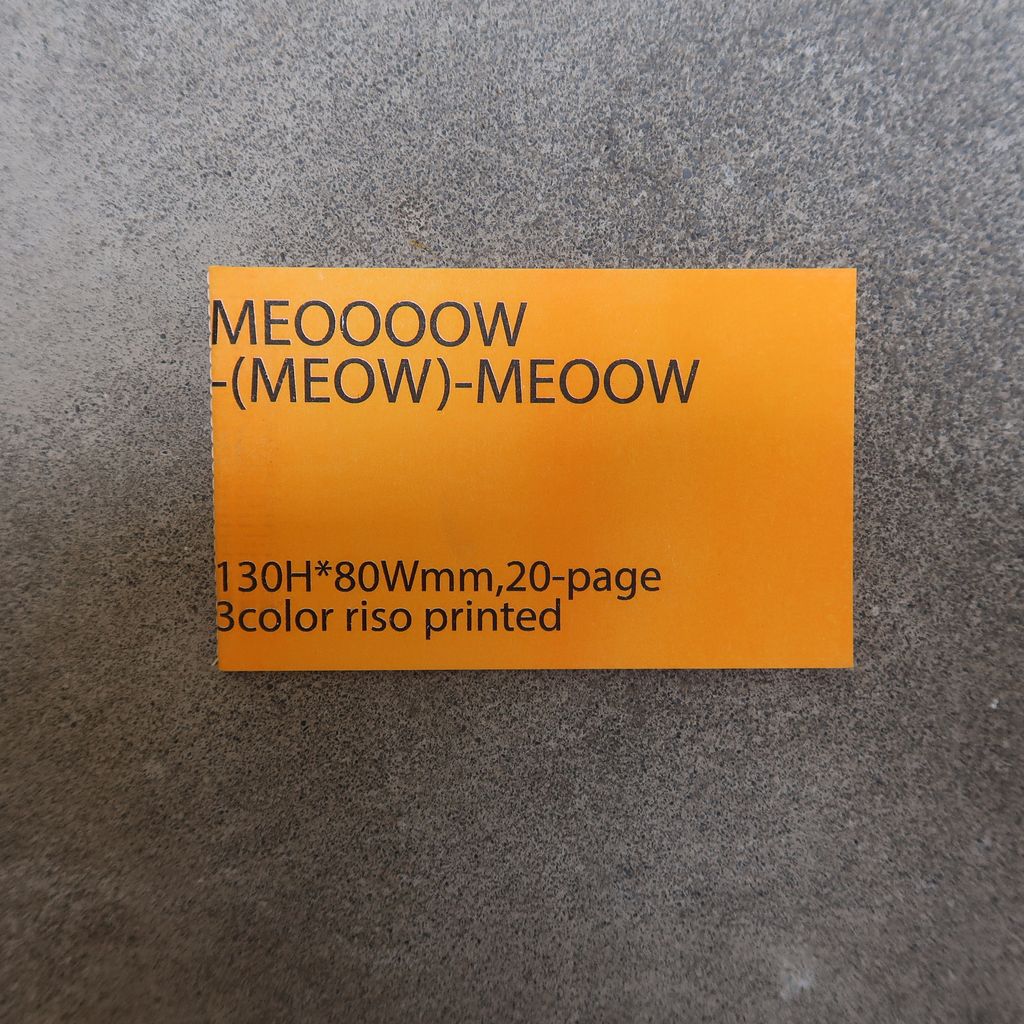 MEOOOOW
-(MEOW)-MEOOW
130H*80Wmm,20-page
3color riso printed